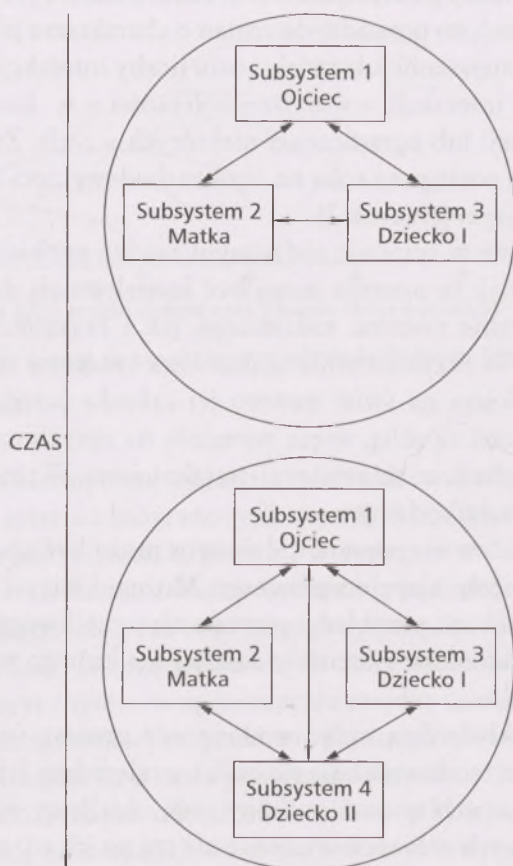 Subsystem 1
Ojciec
Subsystem 2
Matka
Subsystem 3
Dziecko I
CZAS
Subsystem 1
Ojciec
Subsystem 2
Matka
Subsystem 3
Dziecko I
Subsystem 4
Dziecko II